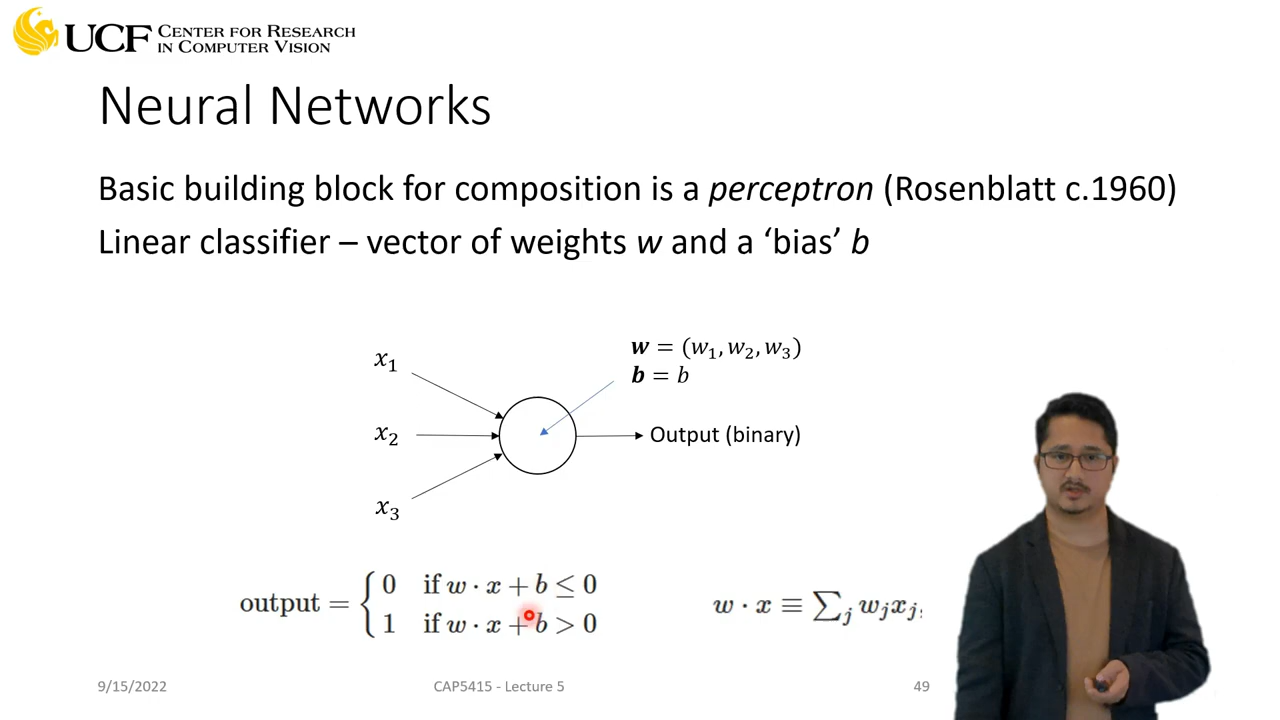 UCF CENTER FOR RESEARCH
IN COMPUTER VISION
Neural Networks
Basic building block for composition is a perceptron (Rosenblatt c.1960)
Linear classifier – vector of weights w and a ‘bias’ b
x₁
x₂
x₃
w = (w₁, w₂, w₃)
b = b
Output (binary)
output = { 0 if w · x + b ≤ 0
1 if w · x + b > 0
w · x ≡ ∑ⱼ wⱼxⱼ
9/15/2022 CAP5415 - Lecture 5 49